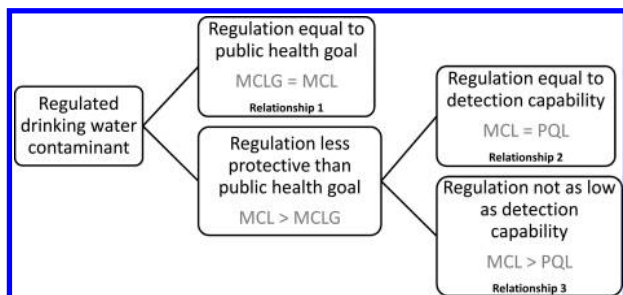 Regulated
drinking water
contaminant
Regulation equal to
public health goal
MCLG = MCL
Relationship 1
Regulation less
protective than
public health goal
MCL > MCLG
Regulation equal to
detection capability
MCL = PQL
Relationship 2
Regulation not as low
as detection
capability
MCL > PQL
Relationship 3